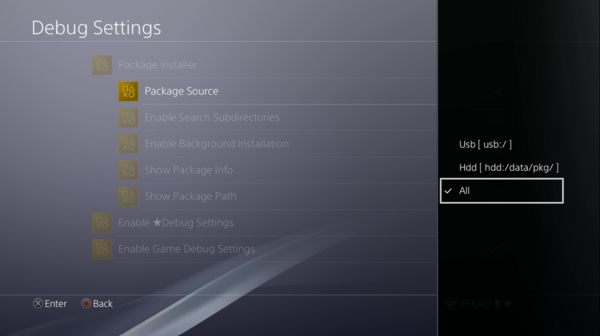 Debug Settings
Package Installer
Package Source
Enable Search Subdirectories
Enable Background Installation
Show Package Info
Show Package Path
Enable ★Debug Settings
Enable Game Debug Settings
Usb [ usb:/ ]
Hdd [ hdd:/data/pkg/ ]
All
Enter
Back